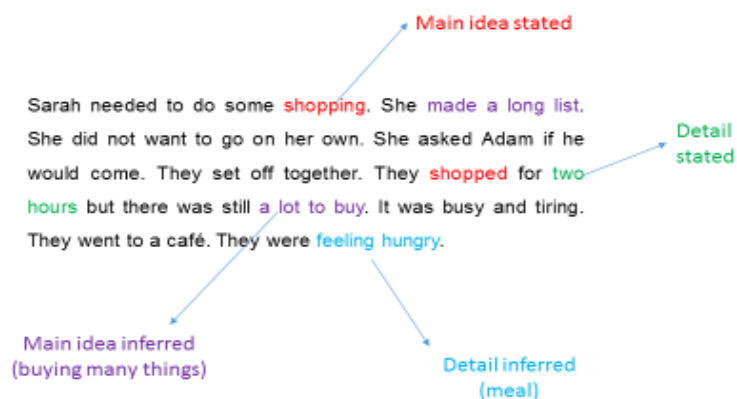 Main idea stated
Sarah needed to do some shopping. She made a long list.
She did not want to go on her own. She asked Adam if he
would come. They set off together. They shopped for two
hours but there was still a lot to buy. It was busy and tiring.
They went to a café. They were feeling hungry.
Detail
stated
Main idea inferred
(buying many things)
Detail inferred
(meal)